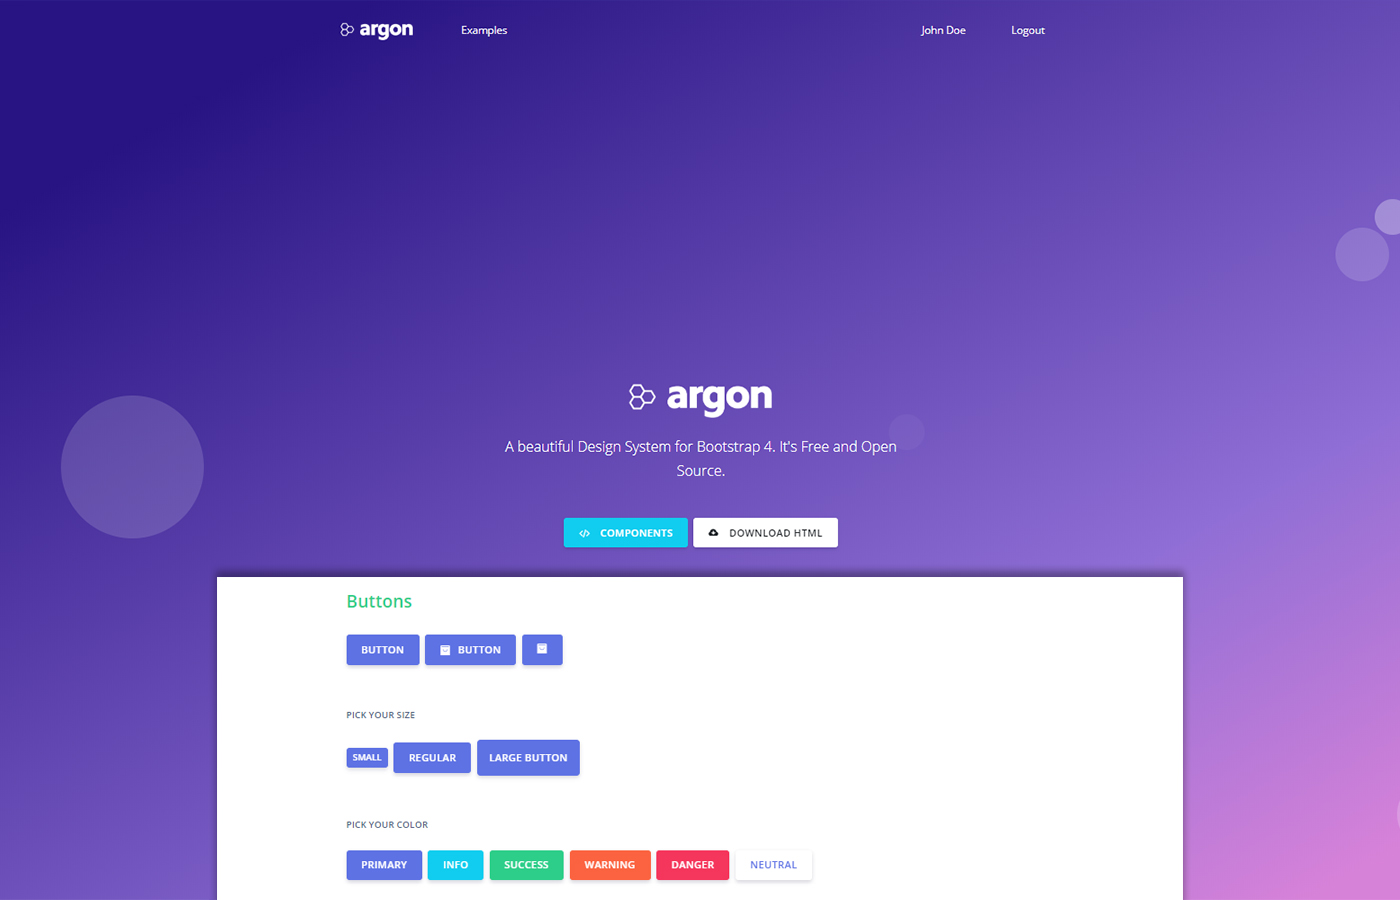 argon Examples John Doe Logout
argon
A beautiful Design System for Bootstrap 4. It's Free and Open
Source.
COMPONENTS DOWNLOAD HTML
Buttons
BUTTON BUTTON
PICK YOUR SIZE
SMALL REGULAR LARGE BUTTON
PICK YOUR COLOR
PRIMARY INFO SUCCESS WARNING DANGER NEUTRAL